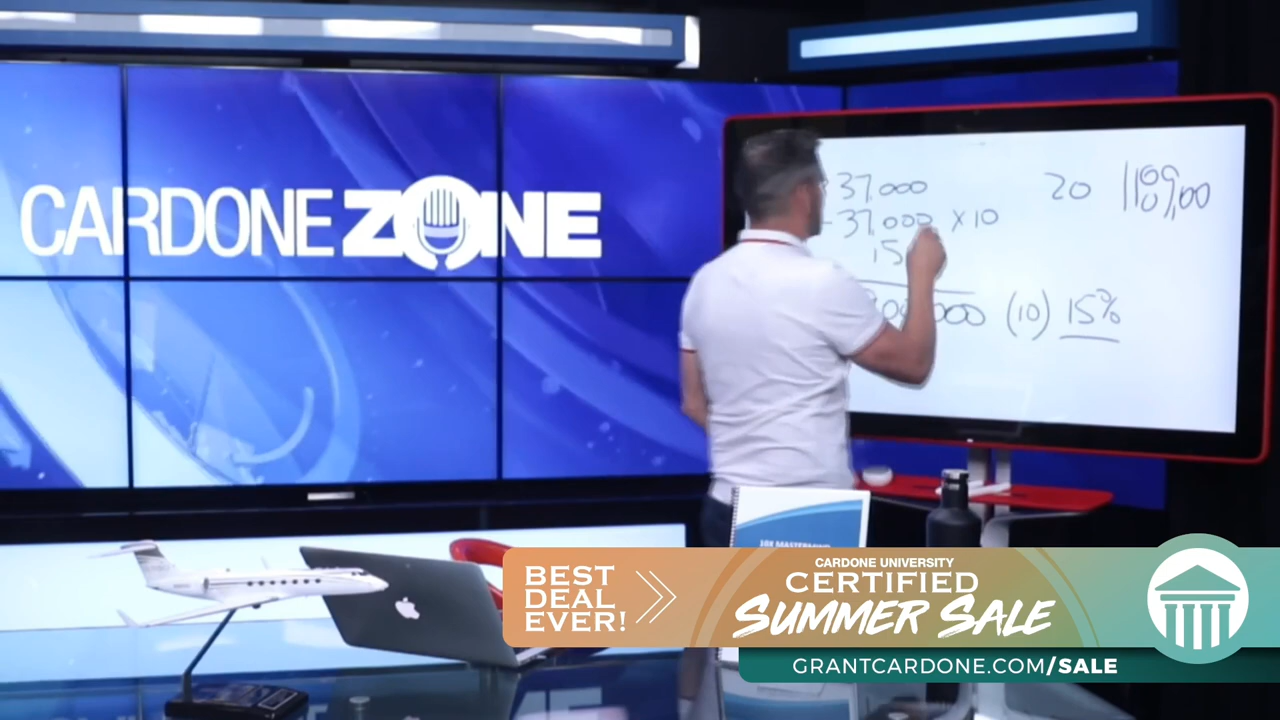 CARDONE ZONE
37,000 20
37,000 x10
15
(10) 15%
BEST
DEAL
EVER!
CARDONE UNIVERSITY
CERTIFIED
SUMMER SALE
GRANTCARDONE.COM/SALE